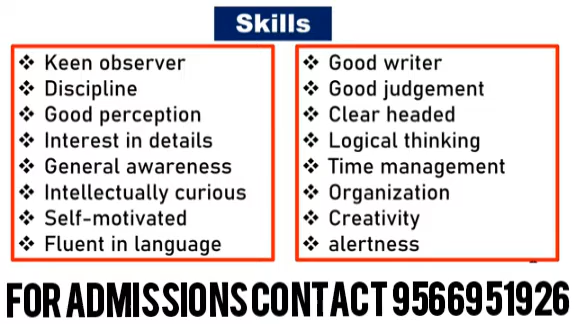 Skills
❖ Keen observer
❖ Discipline
❖ Good perception
❖ Interest in details
❖ General awareness
❖ Intellectually curious
❖ Self-motivated
❖ Fluent in language
❖ Good writer
❖ Good judgement
❖ Clear headed
❖ Logical thinking
❖ Time management
❖ Organization
❖ Creativity
❖ alertness
FOR ADMISSIONS CONTACT 9566951926